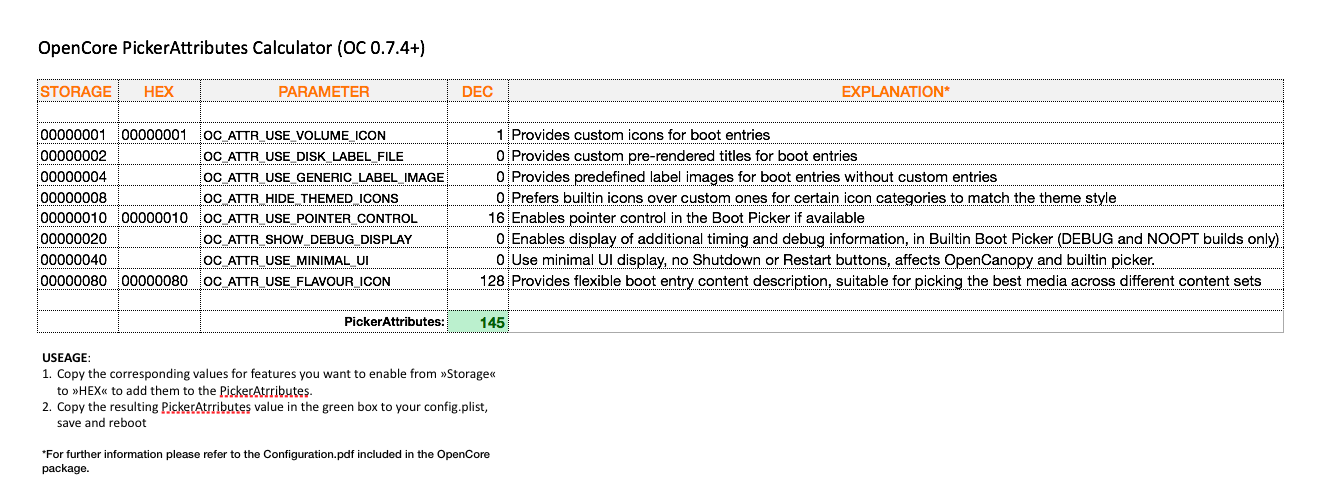 OpenCore PickerAttributes Calculator (OC 0.7.4+)
STORAGE HEX PARAMETER DEC EXPLANATION*
00000001 00000001 OC_ATTR_USE_VOLUME_ICON 1 Provides custom icons for boot entries
00000002 OC_ATTR_USE_DISK_LABEL_FILE 0 Provides custom pre-rendered titles for boot entries
00000004 OC_ATTR_USE_GENERIC_LABEL_IMAGE 0 Provides predefined label images for boot entries without custom entries
00000008 OC_ATTR_HIDE_THEMED_ICONS 0 Prefers builtin icons over custom ones for certain icon categories to match the theme style
00000010 00000010 OC_ATTR_USE_POINTER_CONTROL 16 Enables pointer control in the Boot Picker if available
00000020 OC_ATTR_SHOW_DEBUG_DISPLAY 0 Enables display of additional timing and debug information, in Builtin Boot Picker (DEBUG and NOOPT builds only)
00000040 OC_ATTR_USE_MINIMAL_UI 0 Use minimal UI display, no Shutdown or Restart buttons, affects OpenCanopy and builtin picker.
00000080 00000080 OC_ATTR_USE_FLAVOUR_ICON 128 Provides flexible boot entry content description, suitable for picking the best media across different content sets
PickerAttributes: 145
USEAGE:
1. Copy the corresponding values for features you want to enable from »Storage«
to »HEX« to add them to the PickerAtrributes.
2. Copy the resulting PickerAtrributes value in the green box to your config.plist,
save and reboot
*For further information please refer to the Configuration.pdf included in the OpenCore
package.